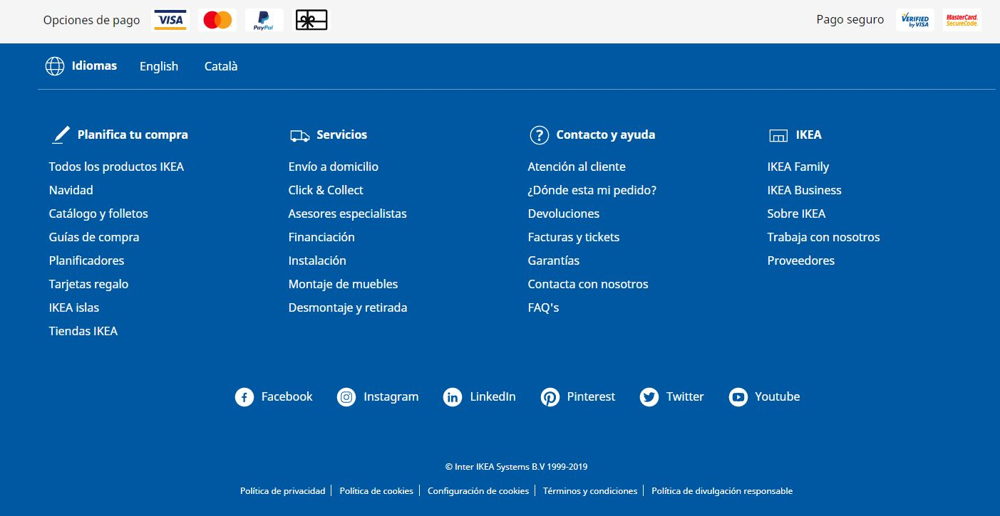 Opciones de pago VISA PayPal Pago seguro VERIFIED by VISA MasterCard. SecureCode.
Idiomas English Català
Planifica tu compra
Todos los productos IKEA
Navidad
Catálogo y folletos
Guías de compra
Planificadores
Tarjetas regalo
IKEA islas
Tiendas IKEA
Servicios
Envío a domicilio
Click & Collect
Asesores especialistas
Financiación
Instalación
Montaje de muebles
Desmontaje y retirada
Contacto y ayuda
Atención al cliente
¿Dónde esta mi pedido?
Devoluciones
Facturas y tickets
Garantías
Contacta con nosotros
FAQ's
IKEA
IKEA Family
IKEA Business
Sobre IKEA
Trabaja con nosotros
Proveedores
Facebook Instagram LinkedIn Pinterest Twitter Youtube
© Inter IKEA Systems B.V 1999-2019
Política de privacidad | Política de cookies | Configuración de cookies | Términos y condiciones | Política de divulgación responsable